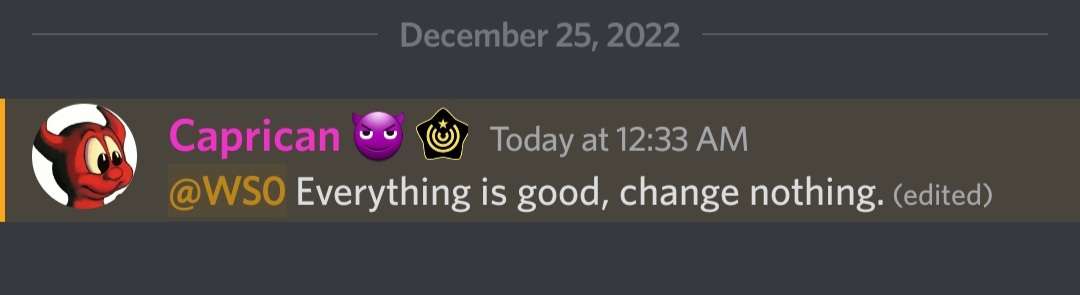 December 25, 2022
Caprican 😈 Today at 12:33 AM
@WS0 Everything is good, change nothing. (edited)